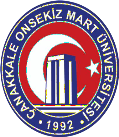 ÇANAKKALE ONSEKİZ MART ÜNİVERSİTESİ
• 1992 •